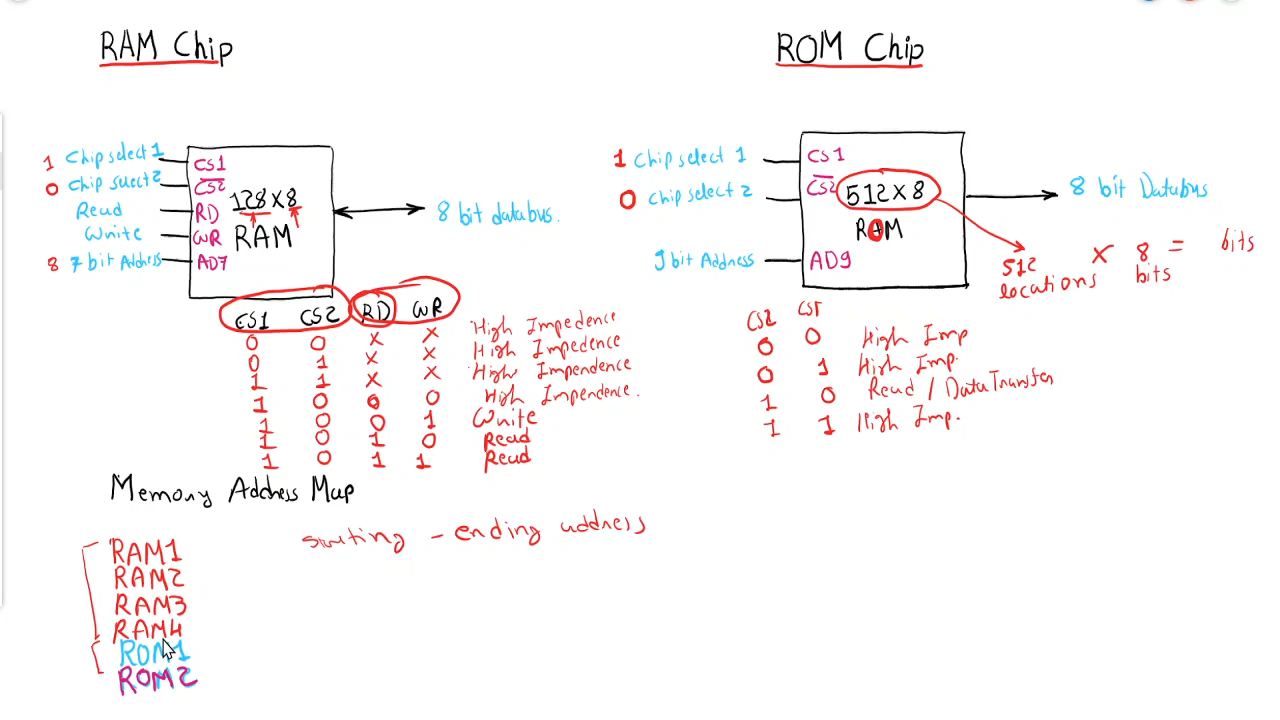 RAM Chip
ROM Chip
1 Chip select 1
0 Chip select 2
Read
Write
8 7 bit Address
CS1
C̅S̅2̅
RD
WR
AD7
128 X 8
RAM
8 bit databus.
1 Chip select 1
0 Chip select 2
9 bit Address
CS1
C̅S̅2̅
AD9
512 X 8
R0M
8 bit Databus
512 locations X 8 bits = bits
CS1 CS2 RD WR
0 0 X X High Impedence
0 1 X X High Impedence
1 1 X X High Impendence
1 0 0 0 High Impendence.
1 0 0 1 Write
1 0 1 0 Read
1 0 1 1 Read
CS2 CS1
0 0 High Imp
0 1 High Imp.
1 0 Read / Data Transfer
1 1 High Imp.
Memory Address Map
starting - ending address
RAM1
RAM2
RAM3
RAM4
ROM1
ROM2